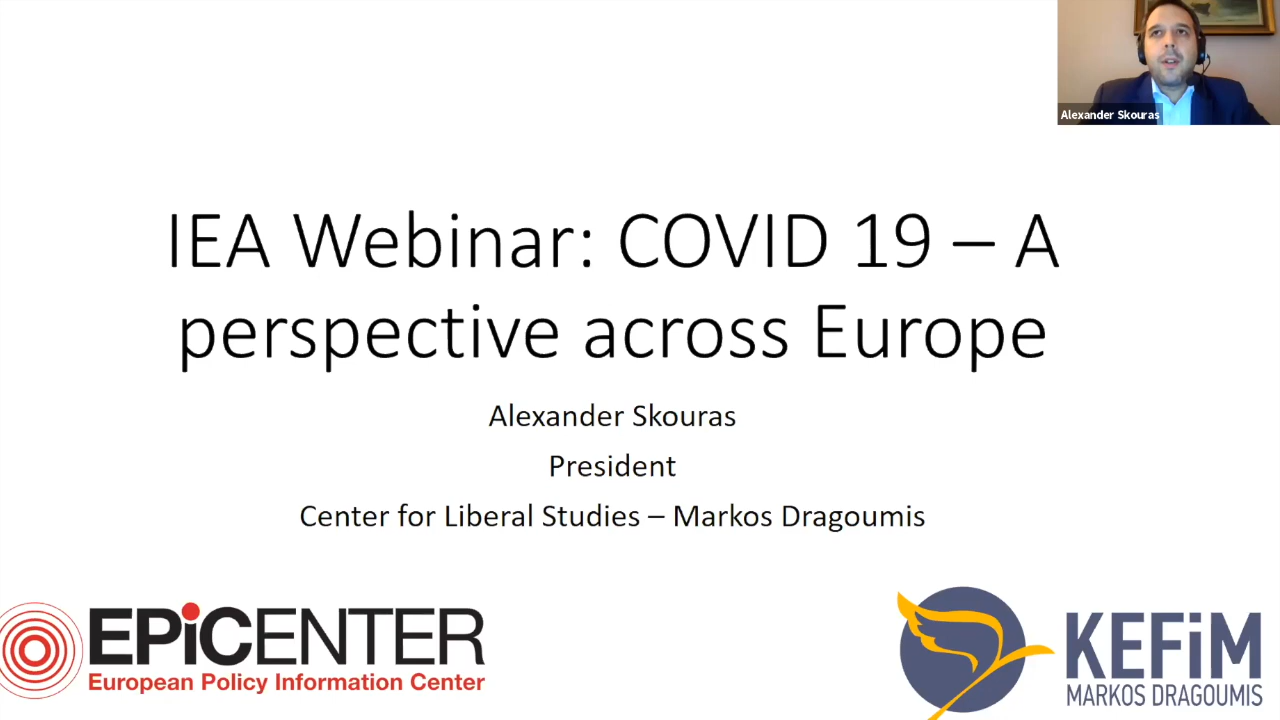 Alexander Skouras
IEA Webinar: COVID 19 – A
perspective across Europe
Alexander Skouras
President
Center for Liberal Studies – Markos Dragoumis
EPiCENTER
European Policy Information Center
KEFiM
MARKOS DRAGOUMIS